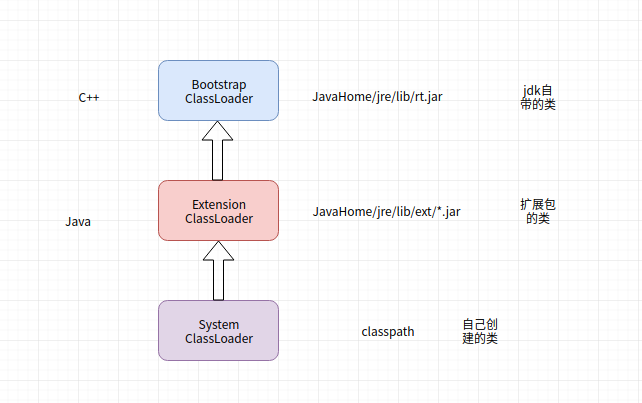 Bootstrap
ClassLoader
C++
JavaHome/jre/lib/rt.jar
jdk自
带的类
Extension
ClassLoader
Java
JavaHome/jre/lib/ext/*.jar
扩展包
的类
System
ClassLoader
classpath
自己创
建的类